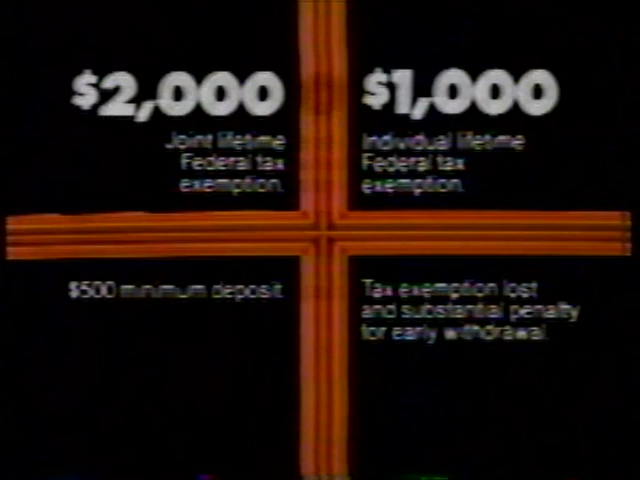 $2,000
Joint lifetime
Federal tax
exemption.
$1,000
Individual lifetime
Federal tax
exemption.
$500 minimum deposit.
Tax exemption lost
and substantial penalty
for early withdrawal.